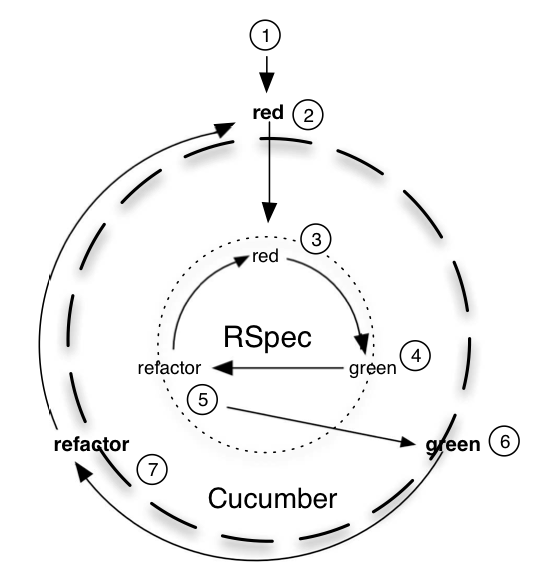 1
red 2
3
red
RSpec
refactor green 4
5
refactor green 6
7
Cucumber